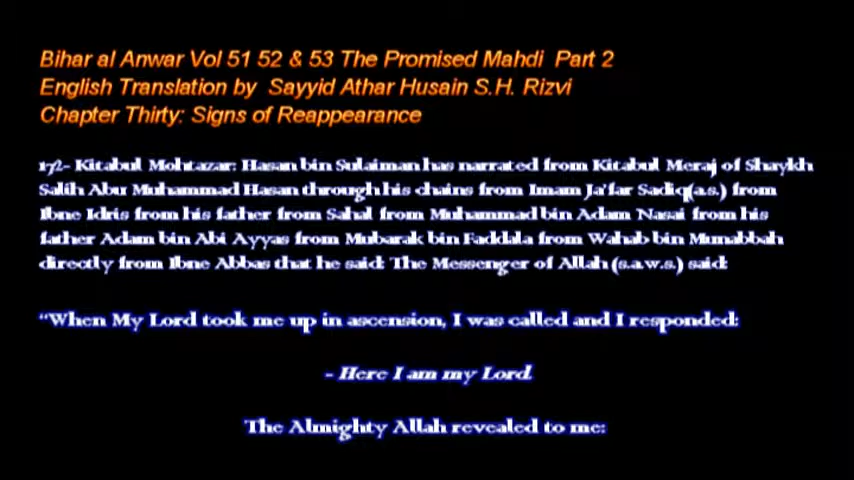 Bihar al Anwar Vol 51 52 & 53 The Promised Mahdi Part 2
English Translation by Sayyid Athar Husain S.H. Rizvi
Chapter Thirty: Signs of Reappearance
172- Kitabul Mohtazar: Hasan bin Sulaiman has narrated from Kitabul Meraj of Shaykh
Salih Abu Muhammad Hasan through his chains from Imam Ja'far Sadiq(a.s.) from
Ibne Idris from his father from Sahal from Muhammad bin Adam Nasai from his
father Adam bin Abi Ayyas from Mubarak bin Faddala from Wahab bin Munabbah
directly from Ibne Abbas that he said: The Messenger of Allah (s.a.w.s.) said:
“When My Lord took me up in ascension, I was called and I responded:
- Here I am my Lord.
The Almighty Allah revealed to me: